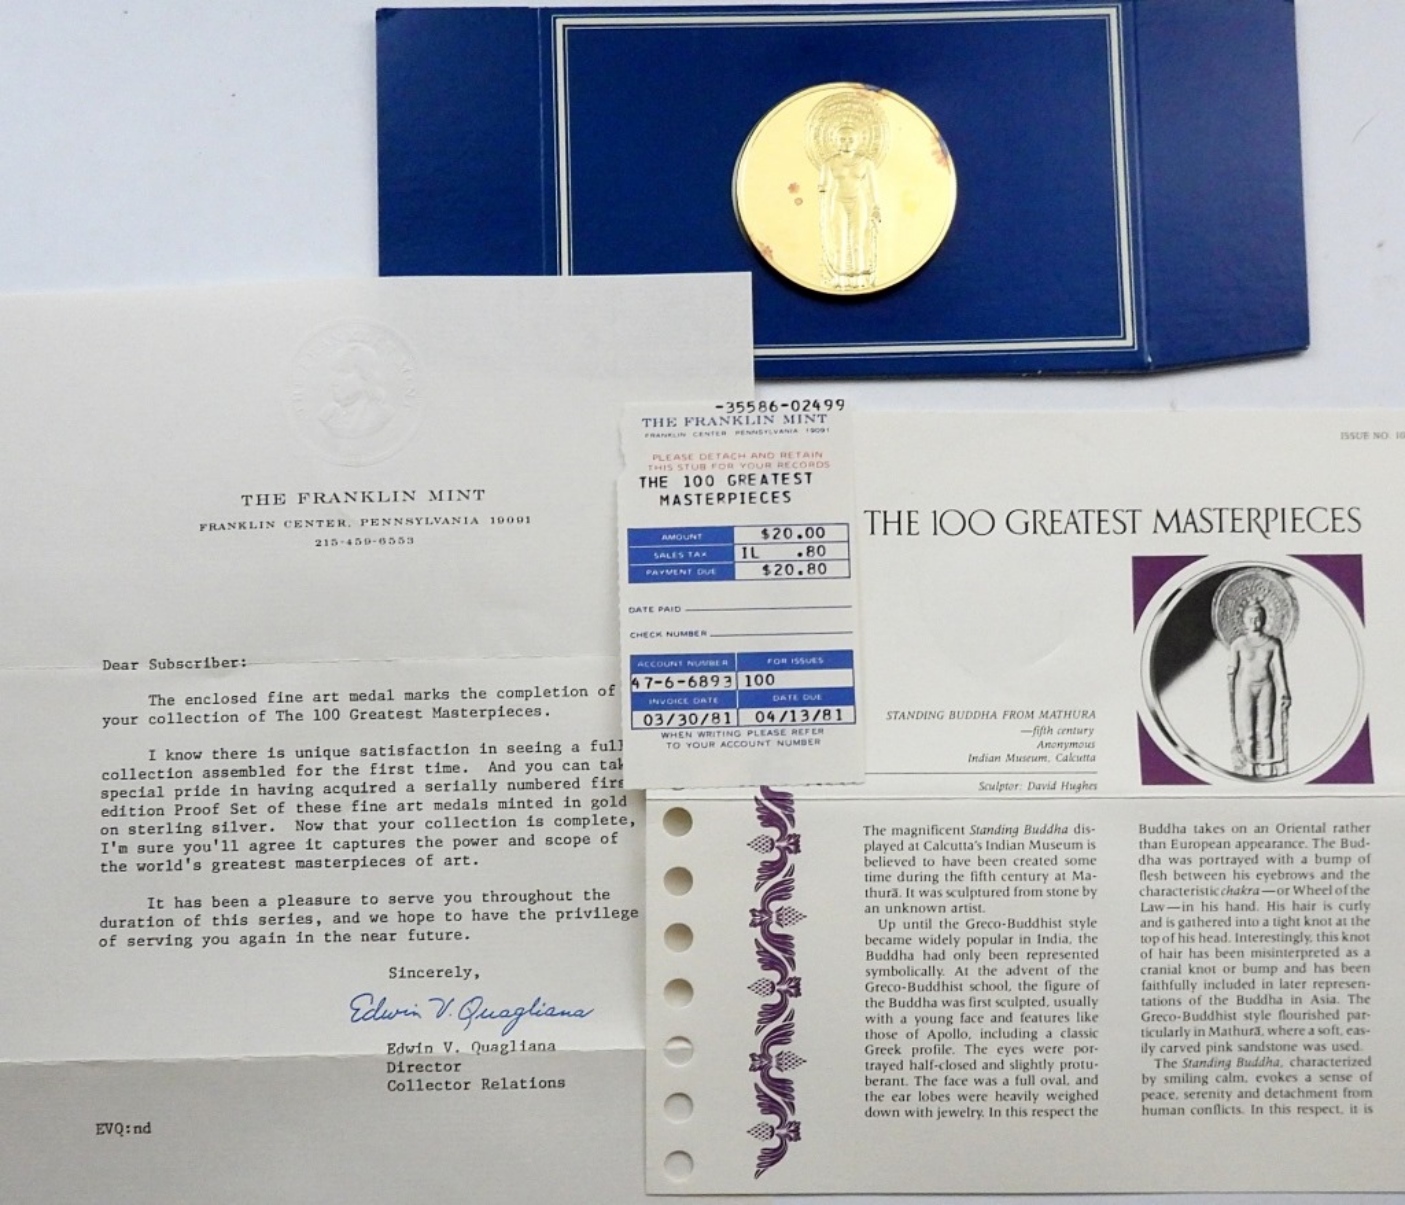 THE FRANKLIN MINT
FRANKLIN CENTER, PENNSYLVANIA 19091
215-459-6553
Dear Subscriber:
The enclosed fine art medal marks the completion of
your collection of The 100 Greatest Masterpieces.
I know there is unique satisfaction in seeing a full
collection assembled for the first time. And you can
special pride in having acquired a serially numbered
edition Proof Set of these fine art medals minted in gold
on sterling silver. Now that your collection is complete,
I'm sure you'll agree it captures the power and scope of
the world's greatest masterpieces of art.
It has been a pleasure to serve you throughout the
duration of this series, and we hope to have the privilege
of serving you again in the near future.
Sincerely,
Edwin V. Quagliana
Edwin V. Quagliana
Director
Collector Relations
EVQ:nd
-35586-02499
THE FRANKLIN MINT
FRANKLIN CENTER PENNSYLVANIA 19091
PLEASE DETACH AND RETAIN
THIS STUB FOR YOUR RECORDS
THE 100 GREATEST
MASTERPIECES
AMOUNT $20.00
SALES TAX IL .80
PAYMENT DUE $20.80
DATE PAID
CHECK NUMBER
ACCOUNT NUMBER FOR ISSUES
47-6-6893 100
INVOICE DATE DATE DUE
03/30/81 04/13/81
WHEN WRITING PLEASE REFER
TO YOUR ACCOUNT NUMBER
ISSUE NO.
THE 100 GREATEST MASTERPIECES
STANDING BUDDHA FROM MATHURA
—fifth century
Anonymous
Indian Museum, Calcutta
Sculptor: David Hughes
The magnificent Standing Buddha dis-
played at Calcutta's Indian Museum is
believed to have been created some
time during the fifth century at Ma-
thurā. It was sculptured from stone by
an unknown artist.
Up until the Greco-Buddhist style
became widely popular in India, the
Buddha had only been represented
symbolically. At the advent of the
Greco-Buddhist school, the figure of
the Buddha was first sculpted, usually
with a young face and features like
those of Apollo, including a classic
Greek profile. The eyes were por-
trayed half-closed and slightly protu-
berant. The face was a full oval, and
the ear lobes were heavily weighed
down with jewelry. In this respect the
Buddha takes on an Oriental rather
than European appearance. The Bud-
dha was portrayed with a bump of
flesh between his eyebrows and the
characteristic chakra—or Wheel of the
Law—in his hand. His hair is curly
and is gathered into a tight knot at the
top of his head. Interestingly, this knot
of hair has been misinterpreted as a
cranial knot or bump and has been
faithfully included in later represen-
tations of the Buddha in Asia. The
Greco-Buddhist style flourished par-
ticularly in Mathurā, where a soft, eas-
ily carved pink sandstone was used.
The Standing Buddha, characterized
by smiling calm, evokes a sense of
peace, serenity and detachment from
human conflicts. In this respect, it is